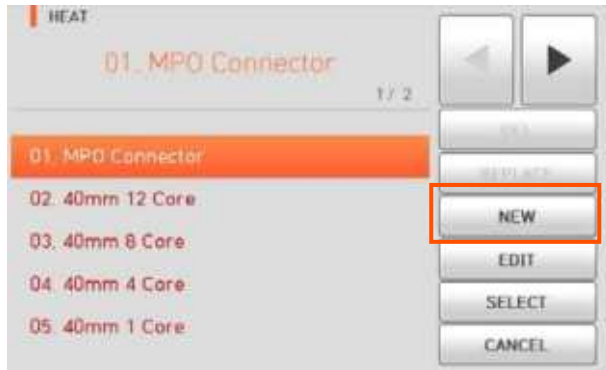 HEAT
01. MPO Connector
1 / 2
01. MPO Connector
02. 40mm 12 Core
03. 40mm 8 Core
04. 40mm 4 Core
05. 40mm 1 Core
REPLACE
NEW
EDIT
SELECT
CANCEL